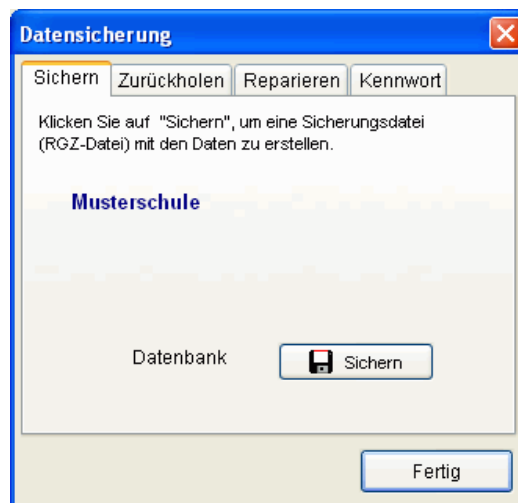 Datensicherung
Sichern Zurückholen Reparieren Kennwort
Klicken Sie auf "Sichern", um eine Sicherungsdatei
(RGZ-Datei) mit den Daten zu erstellen.
Musterschule
Datenbank Sichern
Fertig